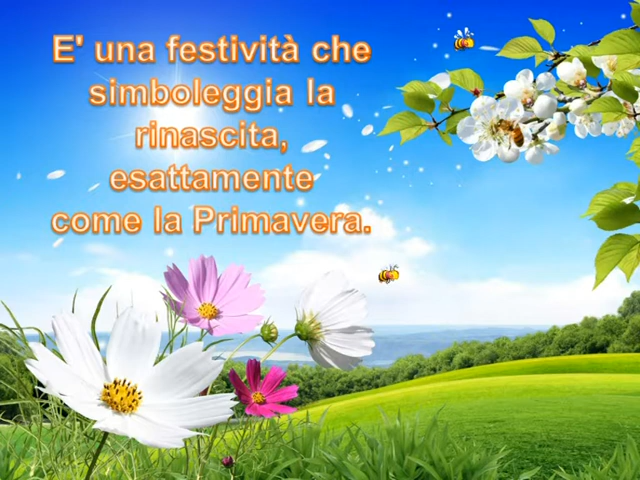 E' una festività che
simboleggia la
rinascita,
esattamente
come la Primavera.